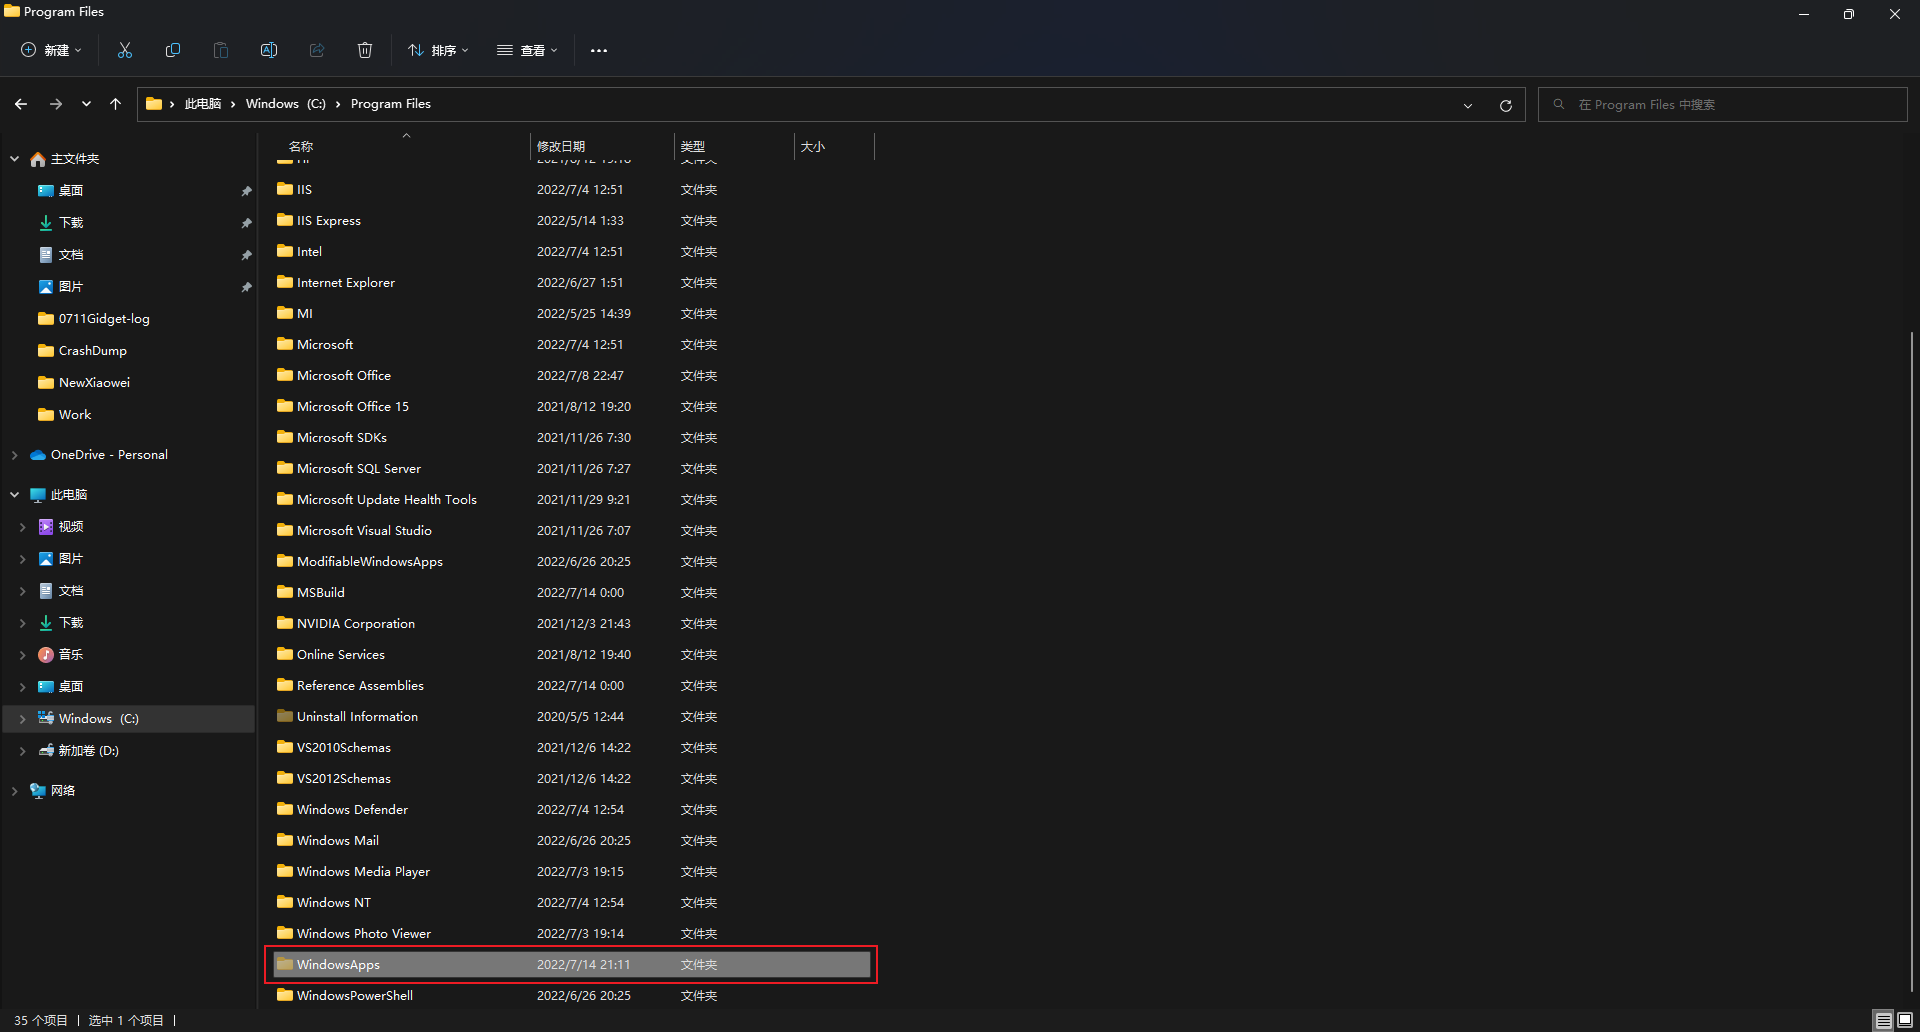 Program Files
新建
排序
查看
此电脑 Windows (C:) Program Files
在 Program Files 中搜索
主文件夹
桌面
下载
文档
图片
0711Gidget-log
CrashDump
NewXiaowei
Work
OneDrive - Personal
此电脑
视频
图片
文档
下载
音乐
桌面
Windows (C:)
新加卷 (D:)
网络
名称 修改日期 类型 大小
IIS 2022/7/4 12:51 文件夹
IIS Express 2022/5/14 1:33 文件夹
Intel 2022/7/4 12:51 文件夹
Internet Explorer 2022/6/27 1:51 文件夹
MI 2022/5/25 14:39 文件夹
Microsoft 2022/7/4 12:51 文件夹
Microsoft Office 2022/7/8 22:47 文件夹
Microsoft Office 15 2021/8/12 19:20 文件夹
Microsoft SDKs 2021/11/26 7:30 文件夹
Microsoft SQL Server 2021/11/26 7:27 文件夹
Microsoft Update Health Tools 2021/11/29 9:21 文件夹
Microsoft Visual Studio 2021/11/26 7:07 文件夹
ModifiableWindowsApps 2022/6/26 20:25 文件夹
MSBuild 2022/7/14 0:00 文件夹
NVIDIA Corporation 2021/12/3 21:43 文件夹
Online Services 2021/8/12 19:40 文件夹
Reference Assemblies 2022/7/14 0:00 文件夹
Uninstall Information 2020/5/5 12:44 文件夹
VS2010Schemas 2021/12/6 14:22 文件夹
VS2012Schemas 2021/12/6 14:22 文件夹
Windows Defender 2022/7/4 12:54 文件夹
Windows Mail 2022/6/26 20:25 文件夹
Windows Media Player 2022/7/3 19:15 文件夹
Windows NT 2022/7/4 12:54 文件夹
Windows Photo Viewer 2022/7/3 19:14 文件夹
WindowsApps 2022/7/14 21:11 文件夹
WindowsPowerShell 2022/6/26 20:25 文件夹
35 个项目 | 选中 1 个项目 |